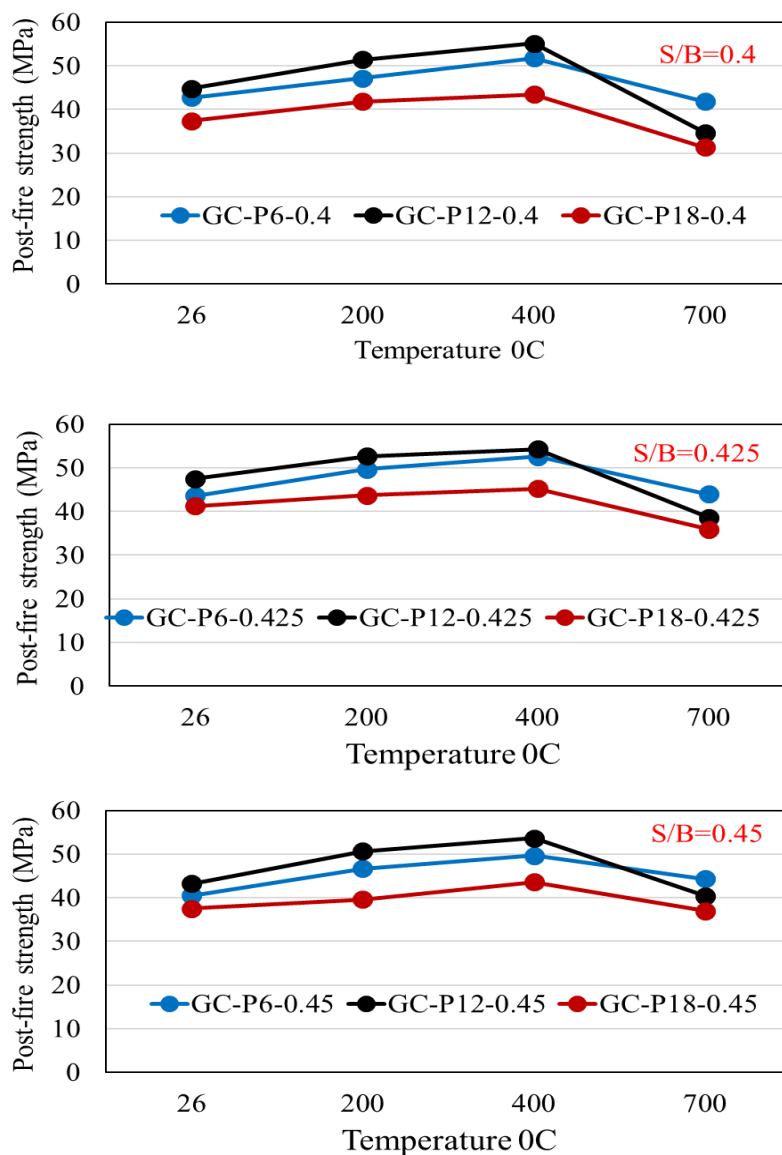 60
50
40
30
20
10
0
Post-fire strength (MPa)
S/B=0.4
GC-P6-0.4 GC-P12-0.4 GC-P18-0.4
26 200 400 700
Temperature 0C
60
50
40
30
20
10
0
Post-fire strength (MPa)
S/B=0.425
GC-P6-0.425 GC-P12-0.425 GC-P18-0.425
26 200 400 700
Temperature 0C
60
50
40
30
20
10
0
Post-fire strength (MPa)
S/B=0.45
GC-P6-0.45 GC-P12-0.45 GC-P18-0.45
26 200 400 700
Temperature 0C